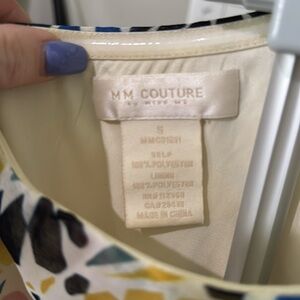 MM COUTURE
BY MISS ME
S
SELF
100% POLYESTER
LINING
100% POLYESTER
MADE IN CHINA